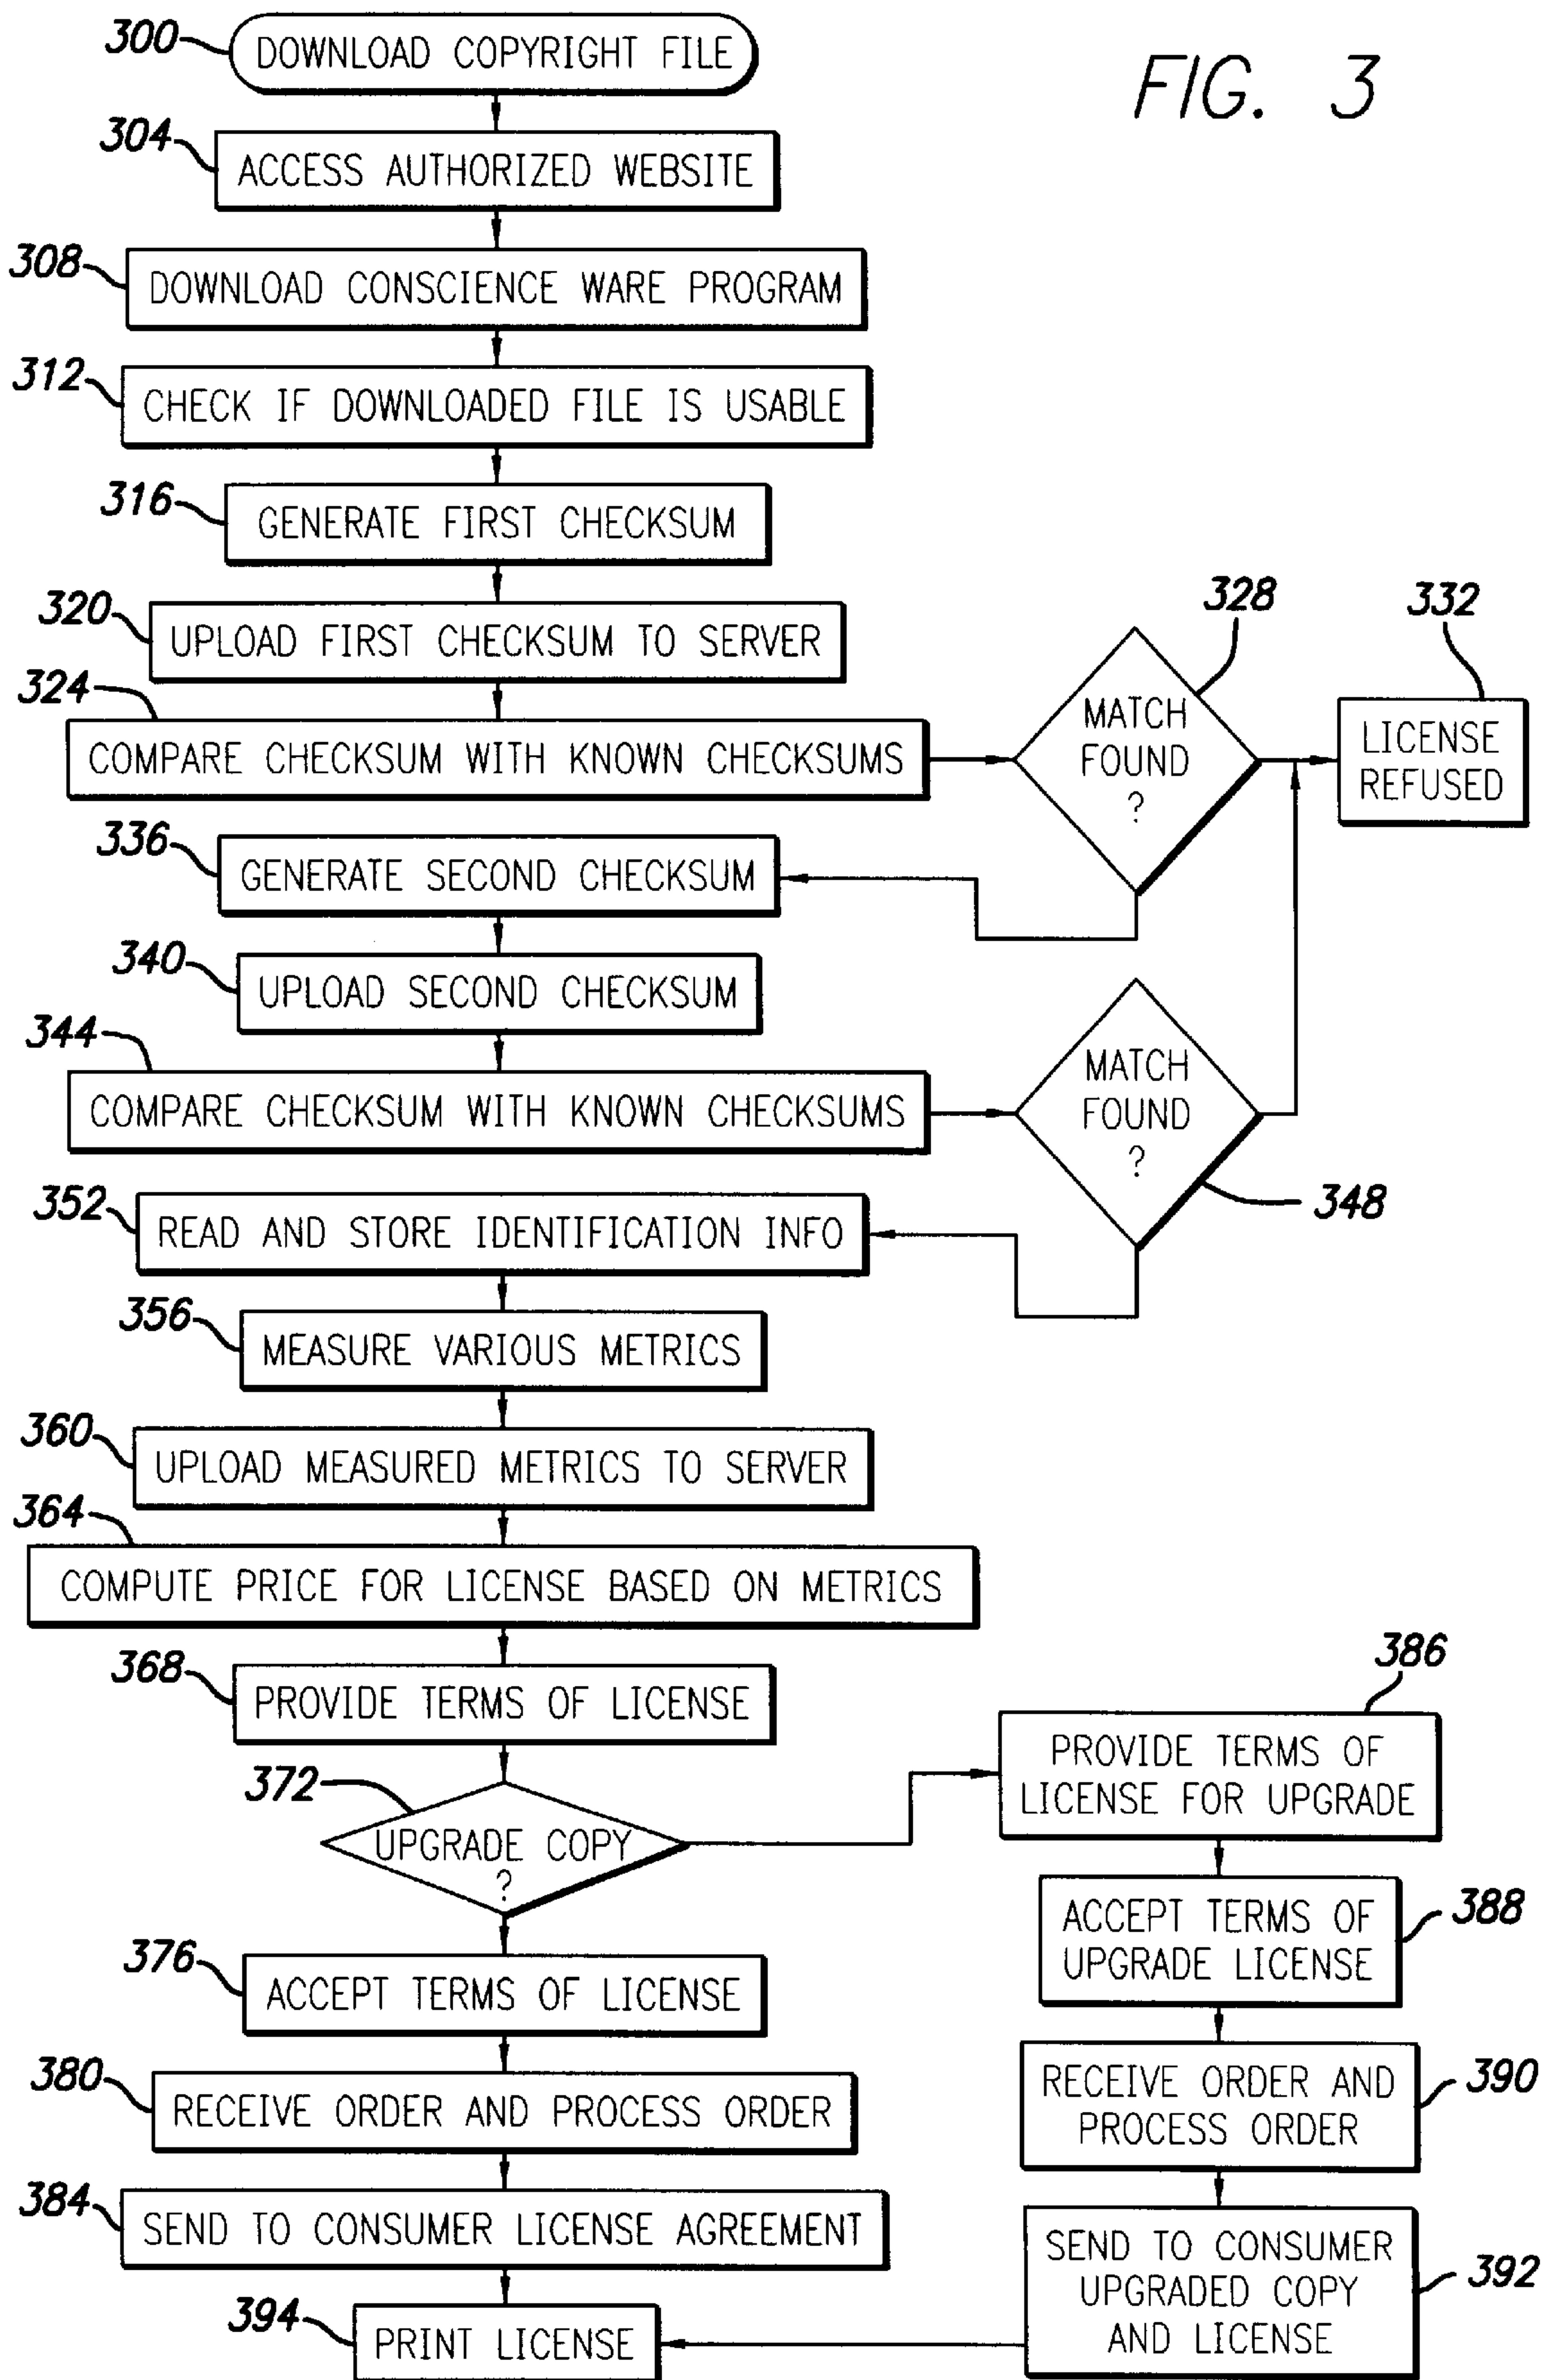 FIG. 3
300
DOWNLOAD COPYRIGHT FILE
304
ACCESS AUTHORIZED WEBSITE
308
DOWNLOAD CONSCIENCE WARE PROGRAM
312
CHECK IF DOWNLOADED FILE IS USABLE
316
GENERATE FIRST CHECKSUM
320
UPLOAD FIRST CHECKSUM TO SERVER
324
COMPARE CHECKSUM WITH KNOWN CHECKSUMS
328
MATCH
FOUND
?
332
LICENSE
REFUSED
336
GENERATE SECOND CHECKSUM
340
UPLOAD SECOND CHECKSUM
344
COMPARE CHECKSUM WITH KNOWN CHECKSUMS
MATCH
FOUND
?
348
352
READ AND STORE IDENTIFICATION INFO
356
MEASURE VARIOUS METRICS
360
UPLOAD MEASURED METRICS TO SERVER
364
COMPUTE PRICE FOR LICENSE BASED ON METRICS
368
PROVIDE TERMS OF LICENSE
372
UPGRADE COPY
?
376
ACCEPT TERMS OF LICENSE
380
RECEIVE ORDER AND PROCESS ORDER
384
SEND TO CONSUMER LICENSE AGREEMENT
394
PRINT LICENSE
386
PROVIDE TERMS OF
LICENSE FOR UPGRADE
ACCEPT TERMS OF
UPGRADE LICENSE
388
RECEIVE ORDER AND
PROCESS ORDER
390
SEND TO CONSUMER
UPGRADED COPY
AND LICENSE
392